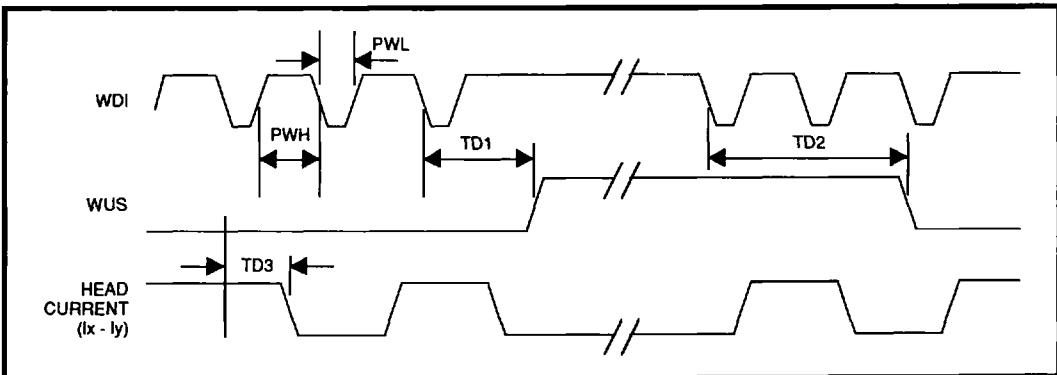 PWL
WDI
PWH
TD1
TD2
WUS
TD3
HEAD
CURRENT
(Ix - Iy)